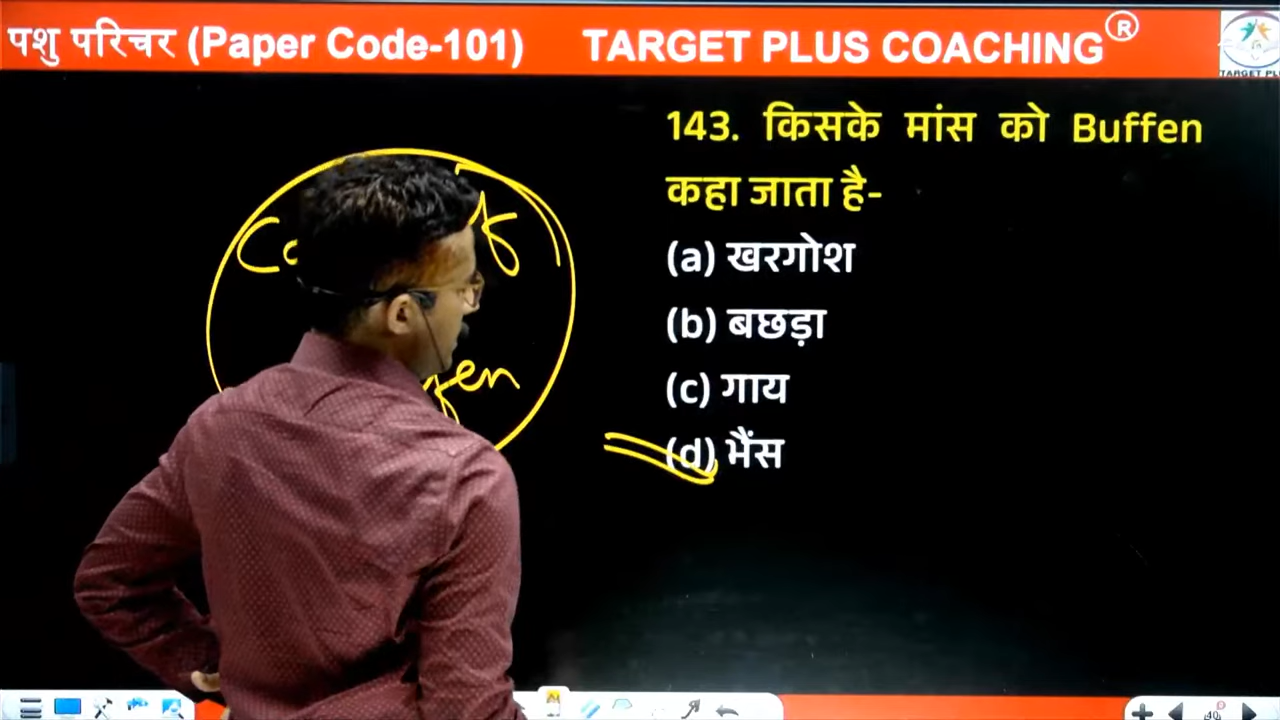 पशु परिचर (Paper Code-101)
TARGET PLUS COACHING®
143. किसके मांस को Buffen
कहा जाता है-
(a) खरगोश
(b) बछड़ा
(c) गाय
(d) भैंस